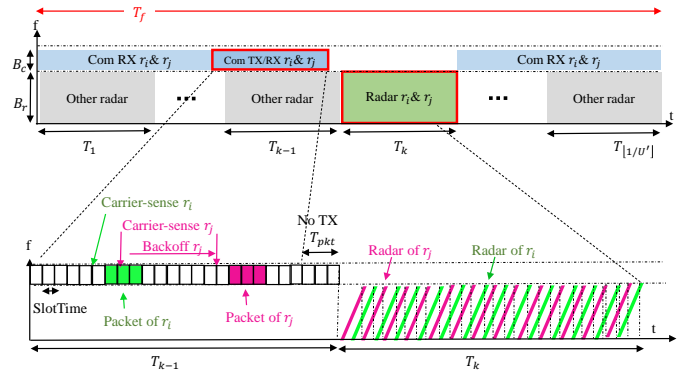 f
T_f
B_c
Com RX r_i & r_j
Com TX/RX r_i & r_j
Com RX r_i & r_j
B_r
Other radar
...
Other radar
Radar r_i & r_j
...
Other radar
t
T_1
T_{k−1}
T_k
T_{⌊1/U'⌋}
Carrier-sense r_i
Carrier-sense r_j
No TX
f
Backoff r_j
T_{pkt}
Radar of r_j
Radar of r_i
SlotTime
Packet of r_i
Packet of r_j
t
T_{k−1}
T_k